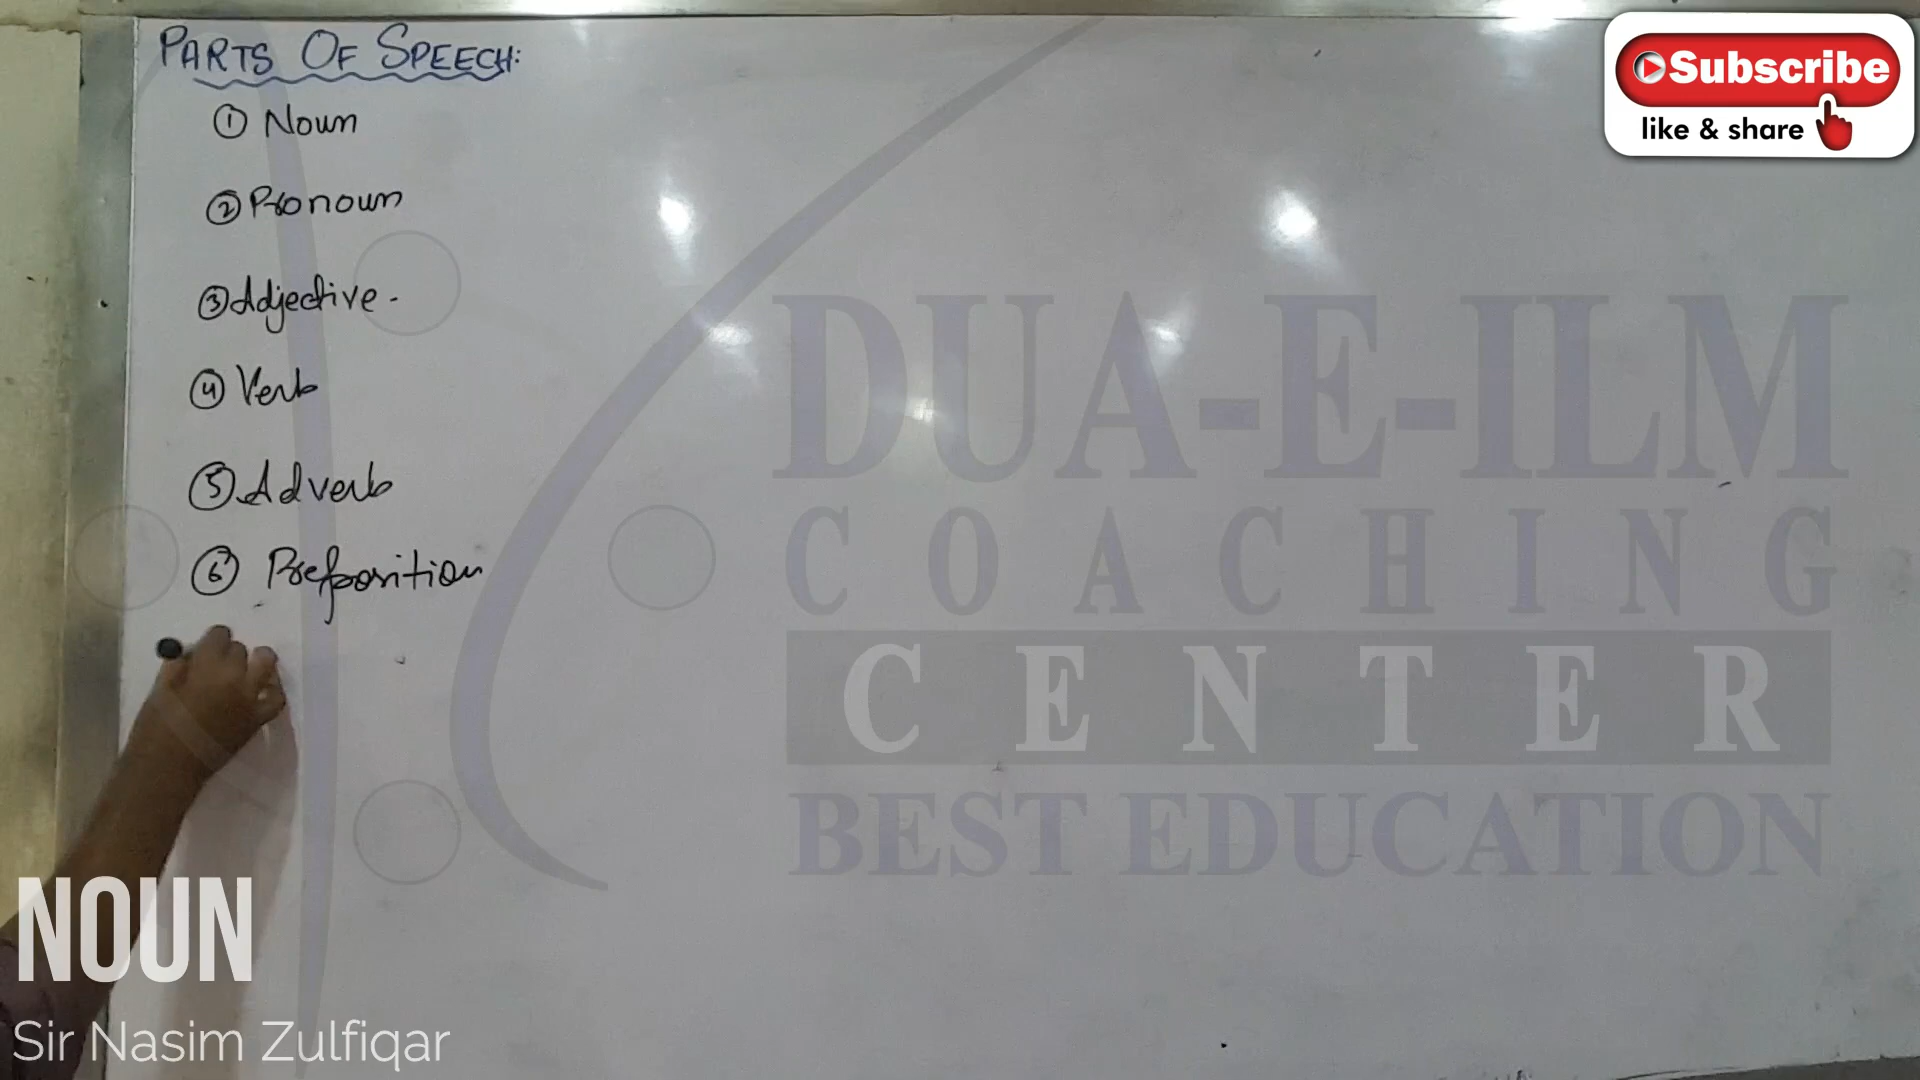 PARTS OF SPEECH:
① Noun
② Pronoun
③ Adjective.
④ Verb
⑤ Adverb
⑥ Preposition
Subscribe
like & share
DUA-E-ILM
COACHING
CENTER
BEST EDUCATION
NOUN
Sir Nasim Zulfiqar